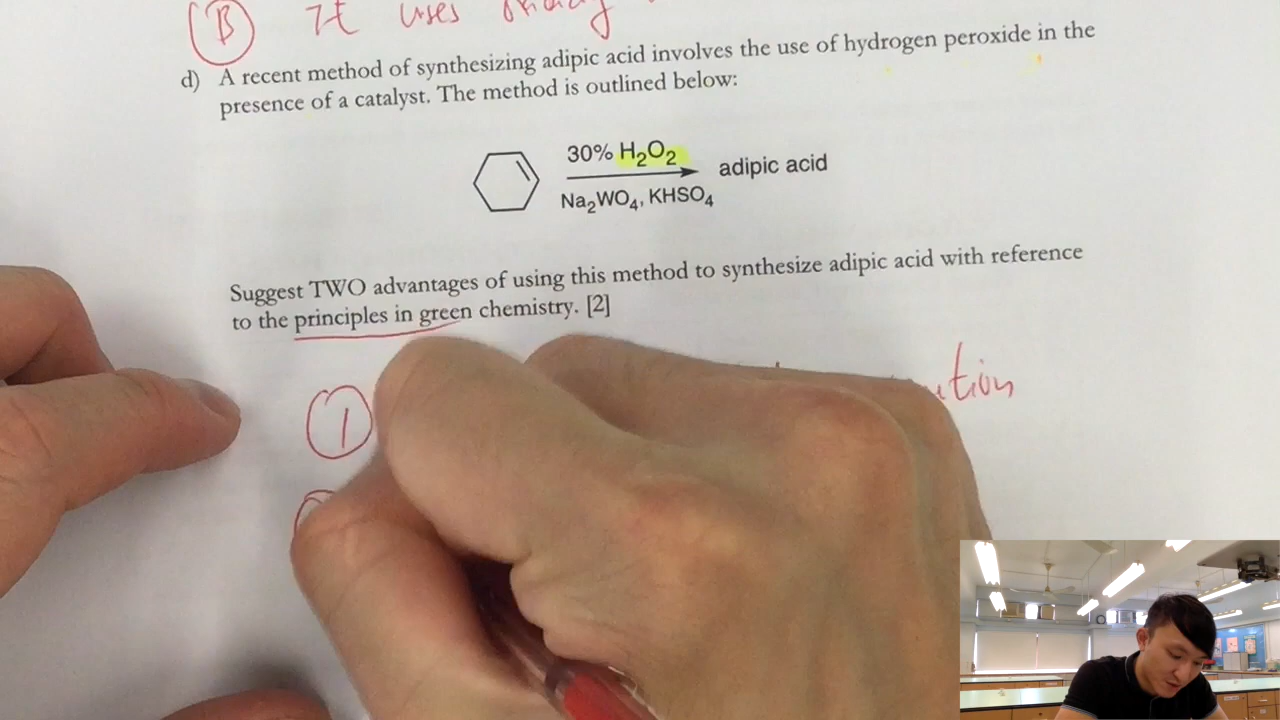 (B) It uses
d) A recent method of synthesizing adipic acid involves the use of hydrogen peroxide in the
presence of a catalyst. The method is outlined below:
30% H₂O₂
adipic acid
Na₂WO₄, KHSO₄
Suggest TWO advantages of using this method to synthesize adipic acid with reference
to the principles in green chemistry. [2]
1